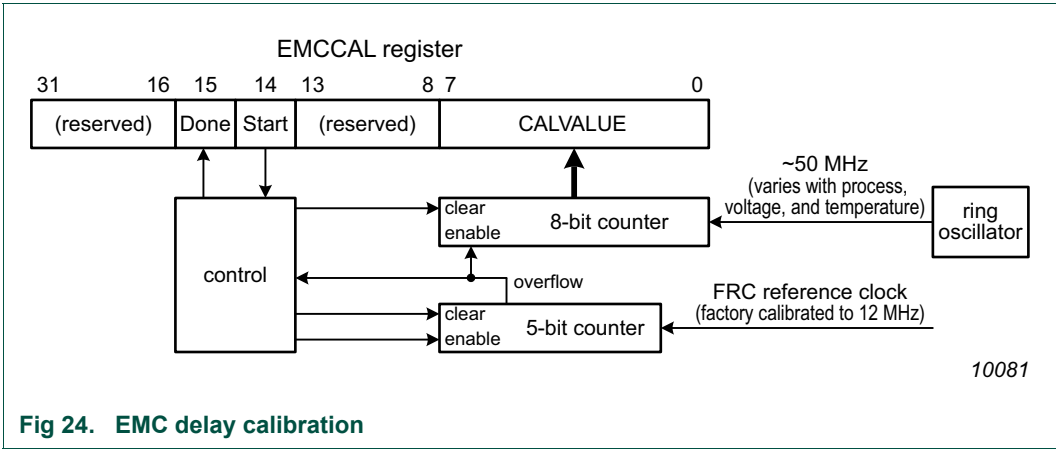 EMCCAL register
31 16 15 14 13 8 7 0
(reserved) Done Start (reserved) CALVALUE
~50 MHz
(varies with process,
voltage, and temperature)
ring
oscillator
clear
enable
8-bit counter
control
overflow
FRC reference clock
(factory calibrated to 12 MHz)
clear
enable
5-bit counter
10081
Fig 24. EMC delay calibration